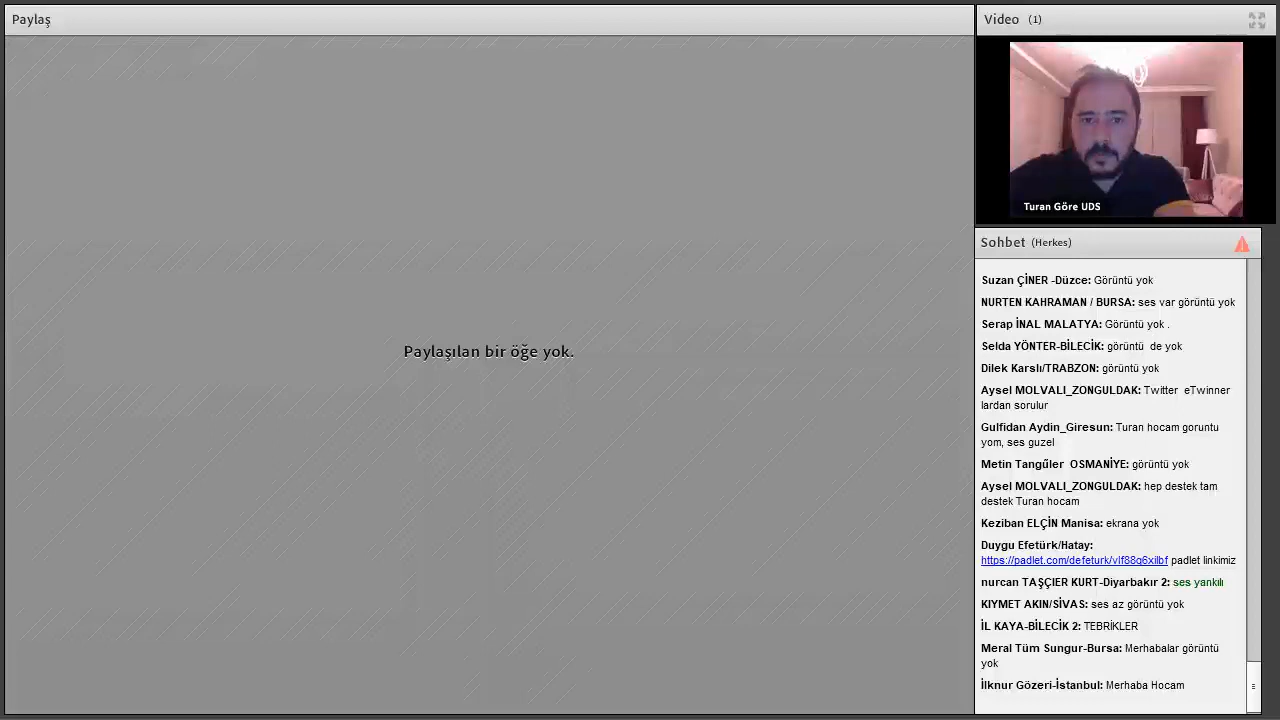 Paylaş
Paylaşılan bir öğe yok.
Video (1)
Turan Göre UDS
Sohbet (Herkes)
Suzan ÇİNER -Düzce: Görüntü yok
NURTEN KAHRAMAN / BURSA: ses var görüntü yok
Serap İNAL MALATYA: Görüntü yok .
Selda YÖNTER-BİLECİK: görüntü de yok
Dilek Karslı/TRABZON: görüntü yok
Aysel MOLVALI_ZONGULDAK: Twitter eTwinner
lardan sorulur
Gulfidan Aydin_Giresun: Turan hocam goruntu
yom, ses guzel
Metin Tangűler OSMANİYE: görüntü yok
Aysel MOLVALI_ZONGULDAK: hep destek tam
destek Turan hocam
Keziban ELÇİN Manisa: ekrana yok
Duygu Efetürk/Hatay:
https://padlet.com/defeturk/vlf88q6xilbf padlet linkimiz
nurcan TAŞÇIER KURT-Diyarbakır 2: ses yankılı
KIYMET AKIN/SİVAS: ses az görüntü yok
İL KAYA-BİLECİK 2: TEBRİKLER
Meral Tüm Sungur-Bursa: Merhabalar görüntü
yok
İlknur Gözeri-İstanbul: Merhaba Hocam